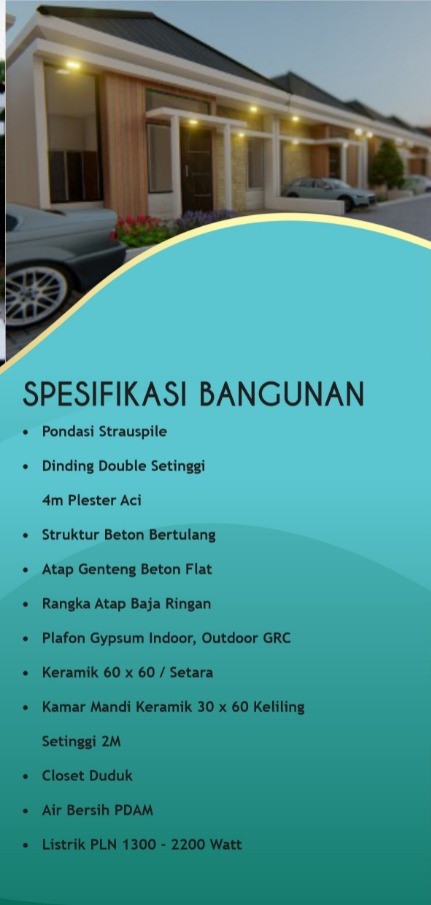 SPESIFIKASI BANGUNAN
• Pondasi Strauspile
• Dinding Double Setinggi
4m Plester Aci
• Struktur Beton Bertulang
• Atap Genteng Beton Flat
• Rangka Atap Baja Ringan
• Plafon Gypsum Indoor, Outdoor GRC
• Keramik 60 x 60 / Setara
• Kamar Mandi Keramik 30 x 60 Keliling
Setinggi 2M
• Closet Duduk
• Air Bersih PDAM
• Listrik PLN 1300 - 2200 Watt